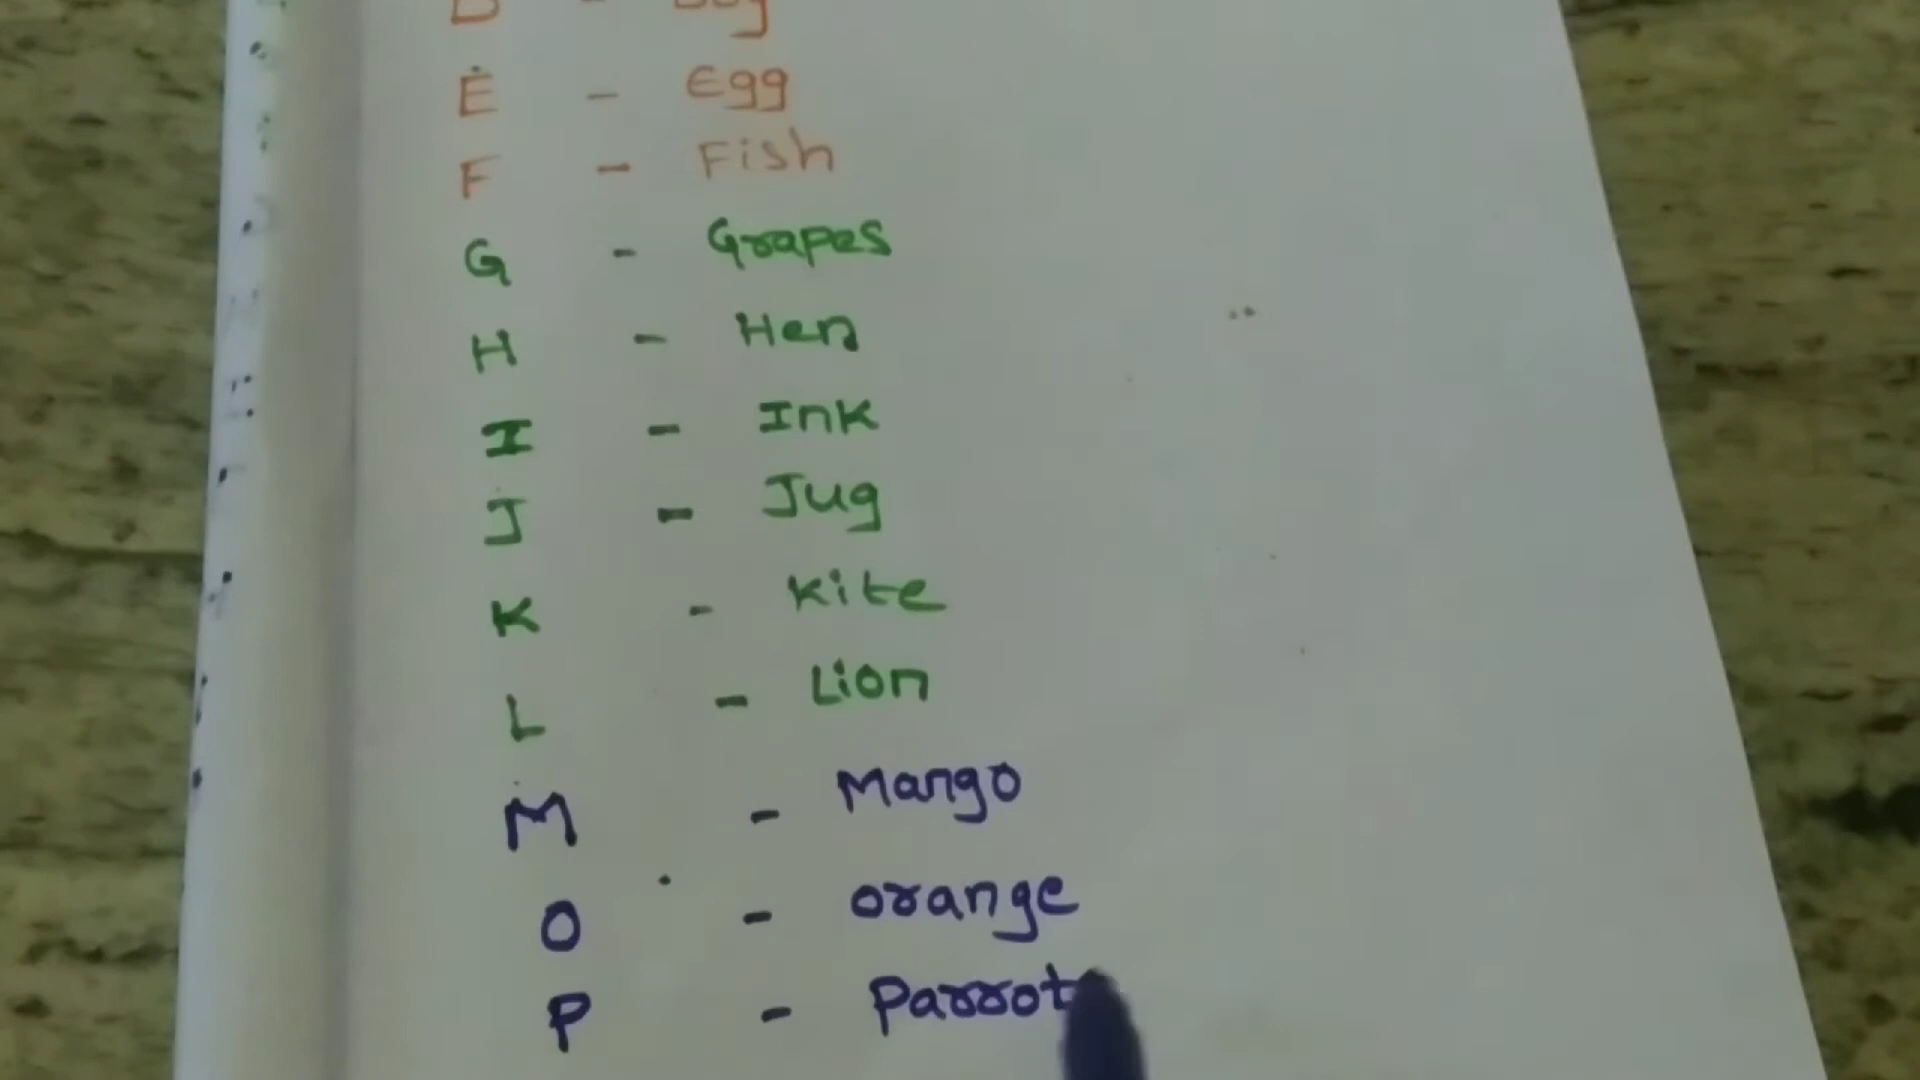 E - Egg
F - Fish
G - Grapes
H - Hen
I - Ink
J - Jug
K - Kite
L - Lion
M - Mango
O - orange
P - Parrot